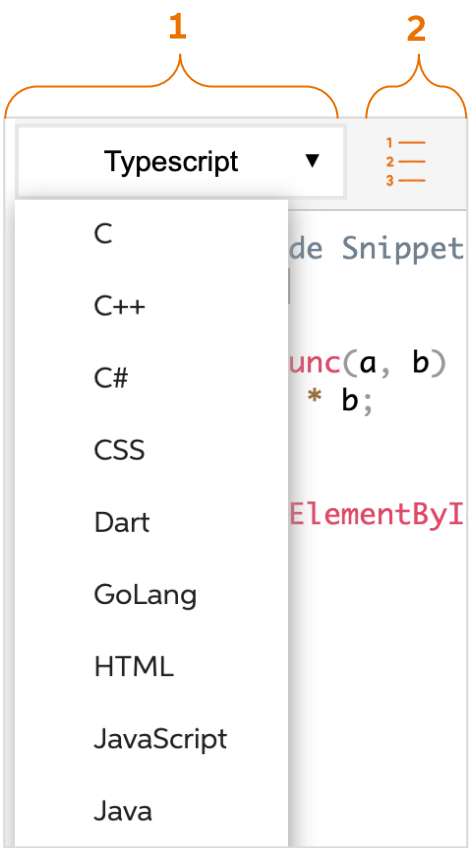 1 2
Typescript ▼
1
2
3
C
de Snippet
C++
unc(a, b)
C#
* b;
CSS
Dart
ElementByI
GoLang
HTML
JavaScript
Java